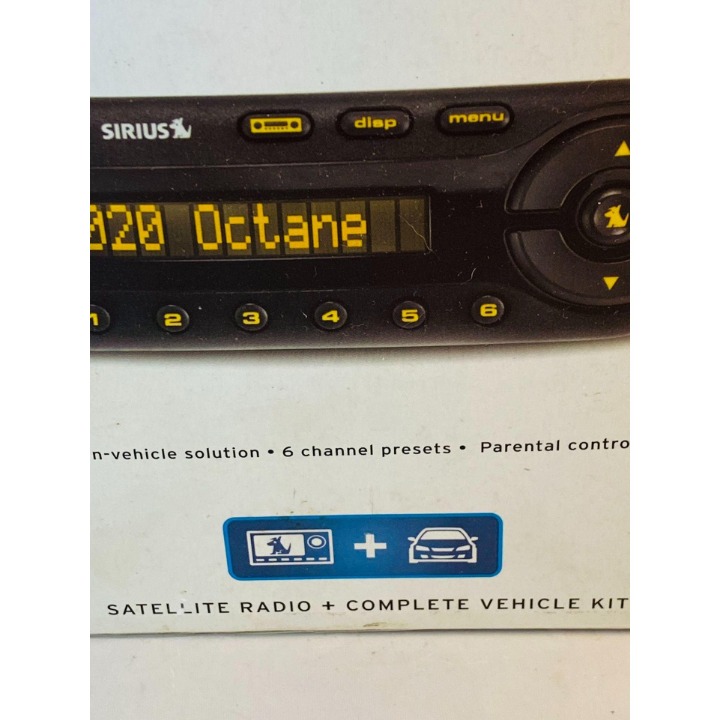 SIRIUS
disp
menu
020 Octane
1 2 3 4 5 6
n-vehicle solution • 6 channel presets • Parental contro
SATELLITE RADIO + COMPLETE VEHICLE KIT